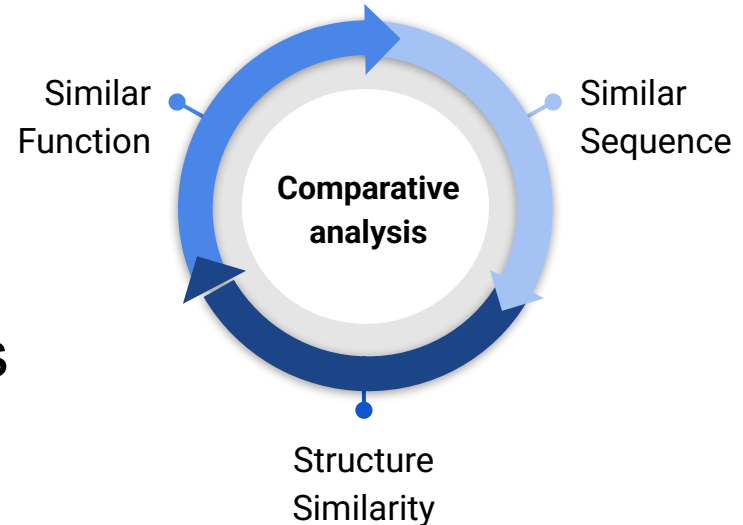 Similar
Function
Similar
Sequence
Comparative
analysis
s
Structure
Similarity